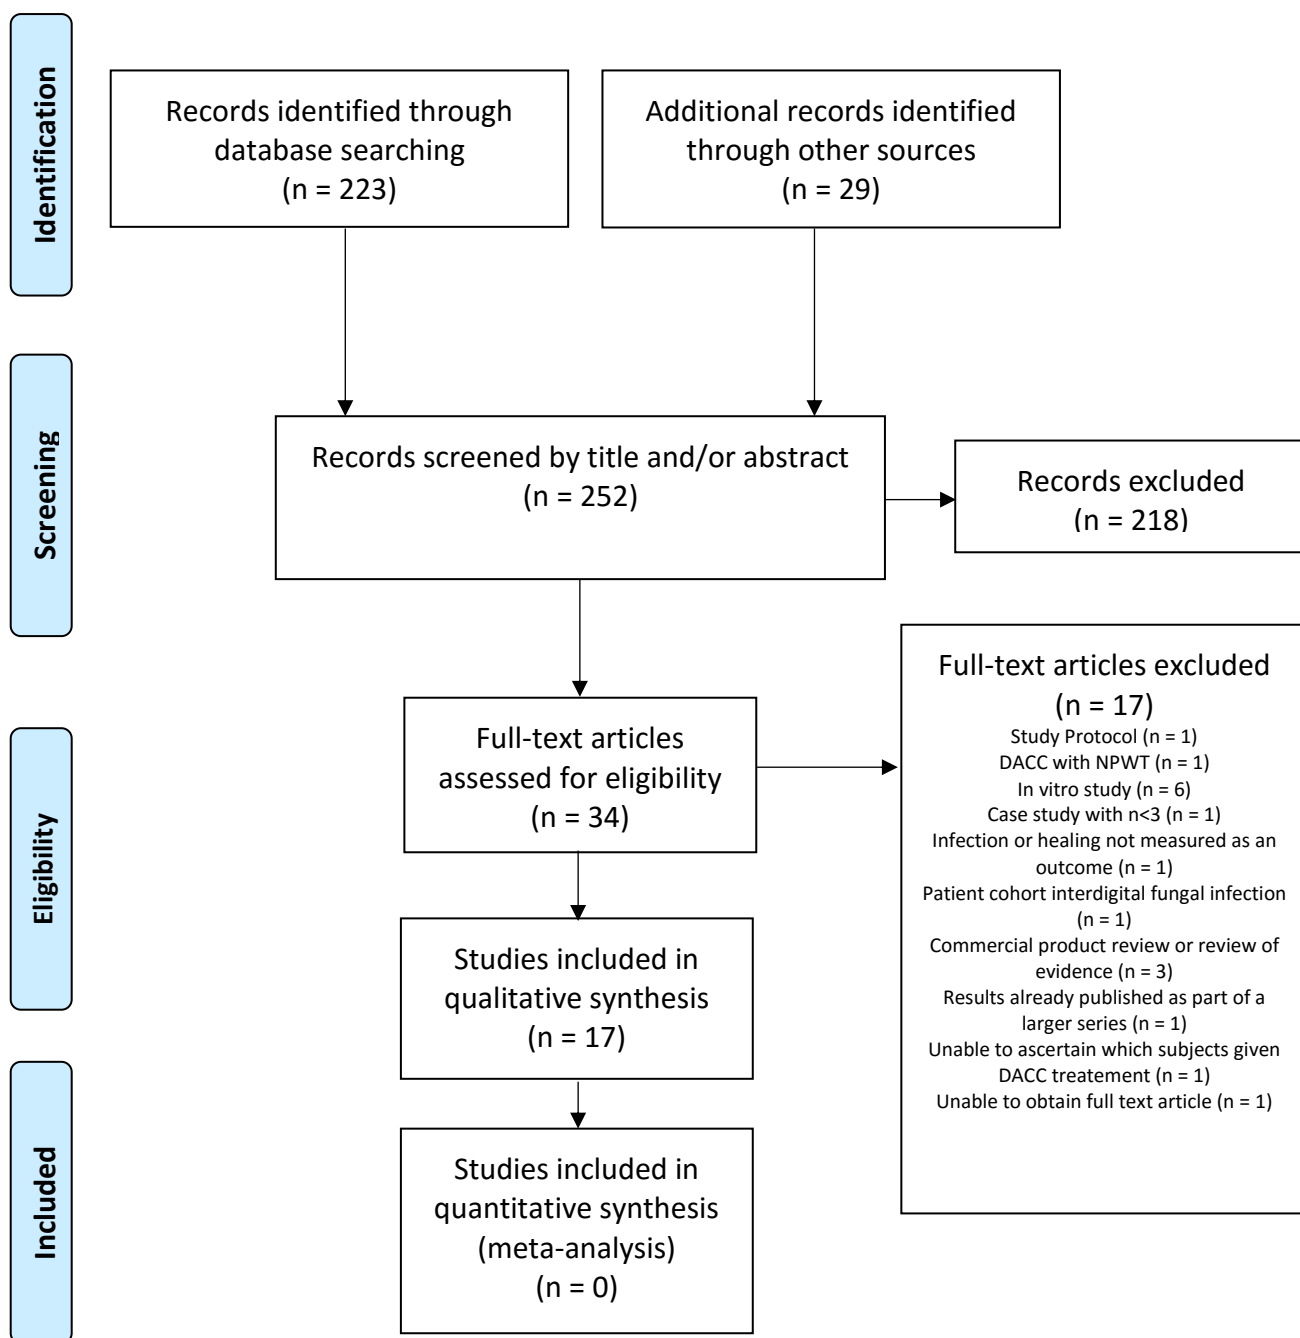 Identification
Records identified through
database searching
(n = 223)
Additional records identified
through other sources
(n = 29)
Screening
Records screened by title and/or abstract
(n = 252)
Records excluded
(n = 218)
Eligibility
Full-text articles
assessed for eligibility
(n = 34)
Full-text articles excluded
(n = 17)
Study Protocol (n = 1)
DACC with NPWT (n = 1)
In vitro study (n = 6)
Case study with n<3 (n = 1)
Infection or healing not measured as an
outcome (n = 1)
Patient cohort interdigital fungal infection
(n = 1)
Commercial product review or review of
evidence (n = 3)
Results already published as part of a
larger series (n = 1)
Unable to ascertain which subjects given
DACC treatement (n = 1)
Unable to obtain full text article (n = 1)
Studies included in
qualitative synthesis
(n = 17)
Included
Studies included in
quantitative synthesis
(meta-analysis)
(n = 0)